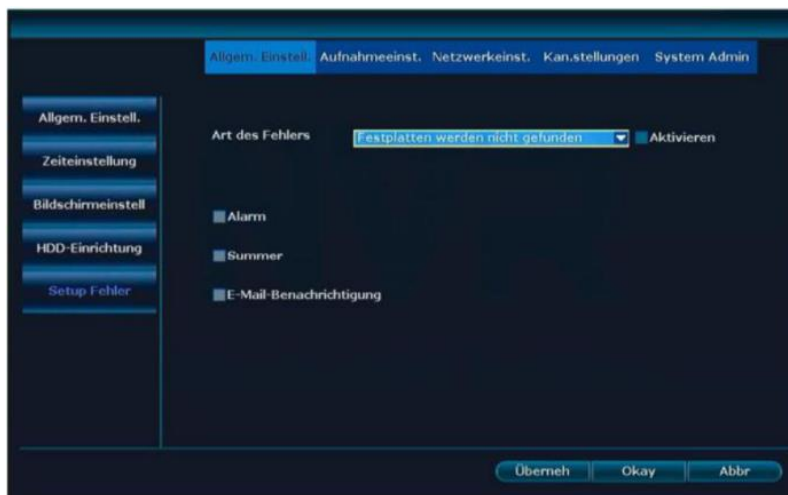 Allgem. Einstell. Aufnahmeeinst. Netzwerkeinst. Kan.stellungen System Admin
Allgem. Einstell.
Zeiteinstellung
Bildschirmeinstell
HDD-Einrichtung
Setup Fehler
Art des Fehlers Festplatten werden nicht gefunden Aktivieren
Alarm
Summer
E-Mail-Benachrichtigung
Überneh Okay Abbr